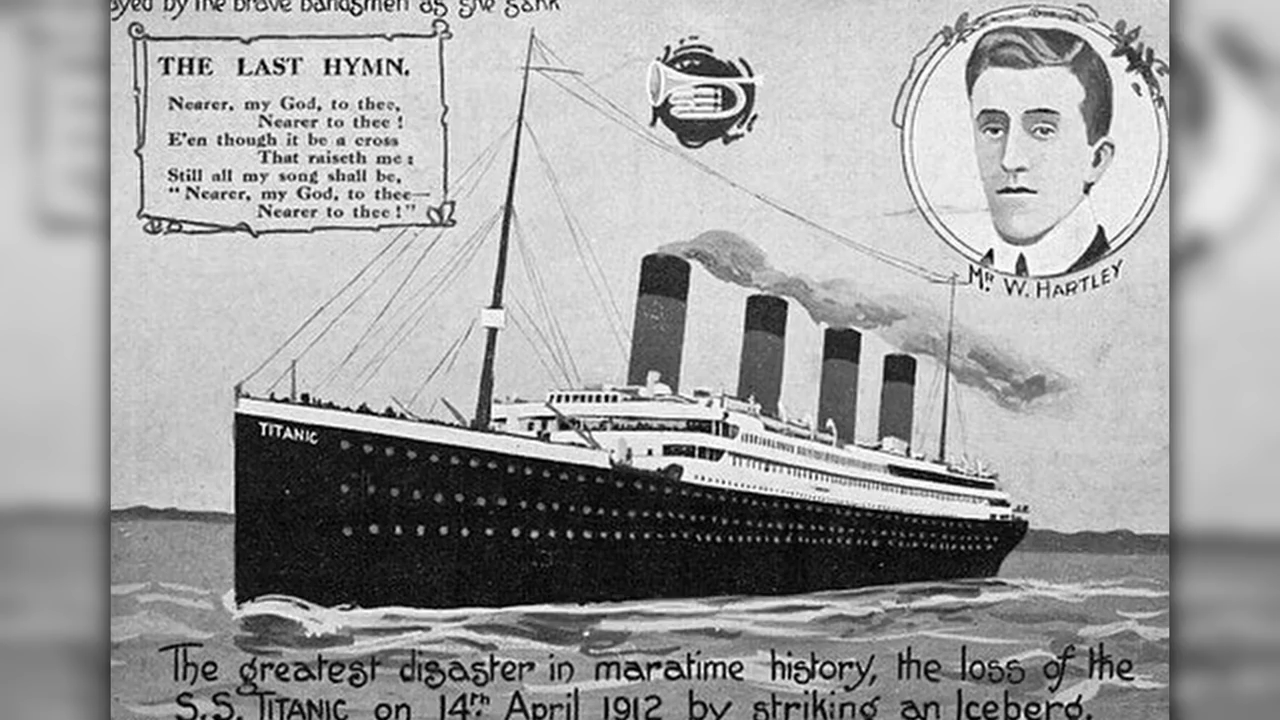 by the brave bandsmen as she sank
THE LAST HYMN.
Nearer, my God, to thee,
Nearer to thee!
E'en though it be a cross
That raiseth me:
Still all my song shall be,
"Nearer, my God, to thee—
Nearer to thee!"
Mr W. HARTLEY
TITANIC
The greatest disaster in maratime history, the loss of the
S.S. TITANIC on 14th April 1912 by striking an Iceberg.